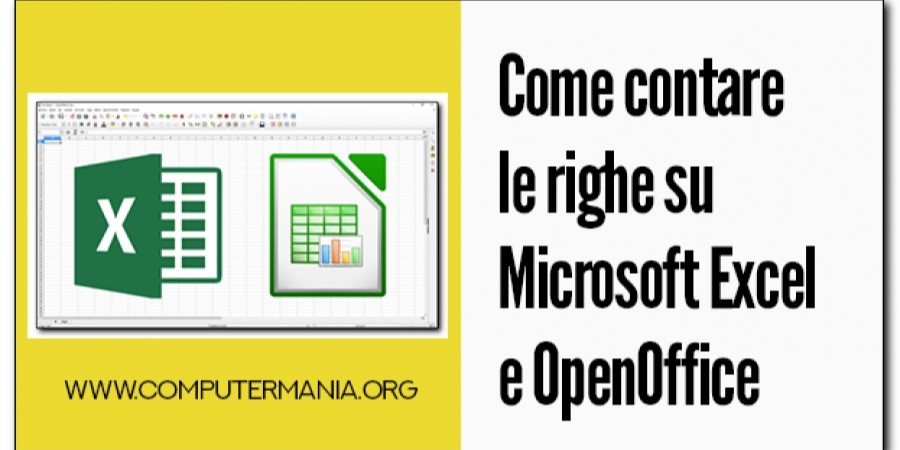 X
WWW.COMPUTERMANIA.ORG
Come contare
le righe su
Microsoft Excel
e OpenOffice